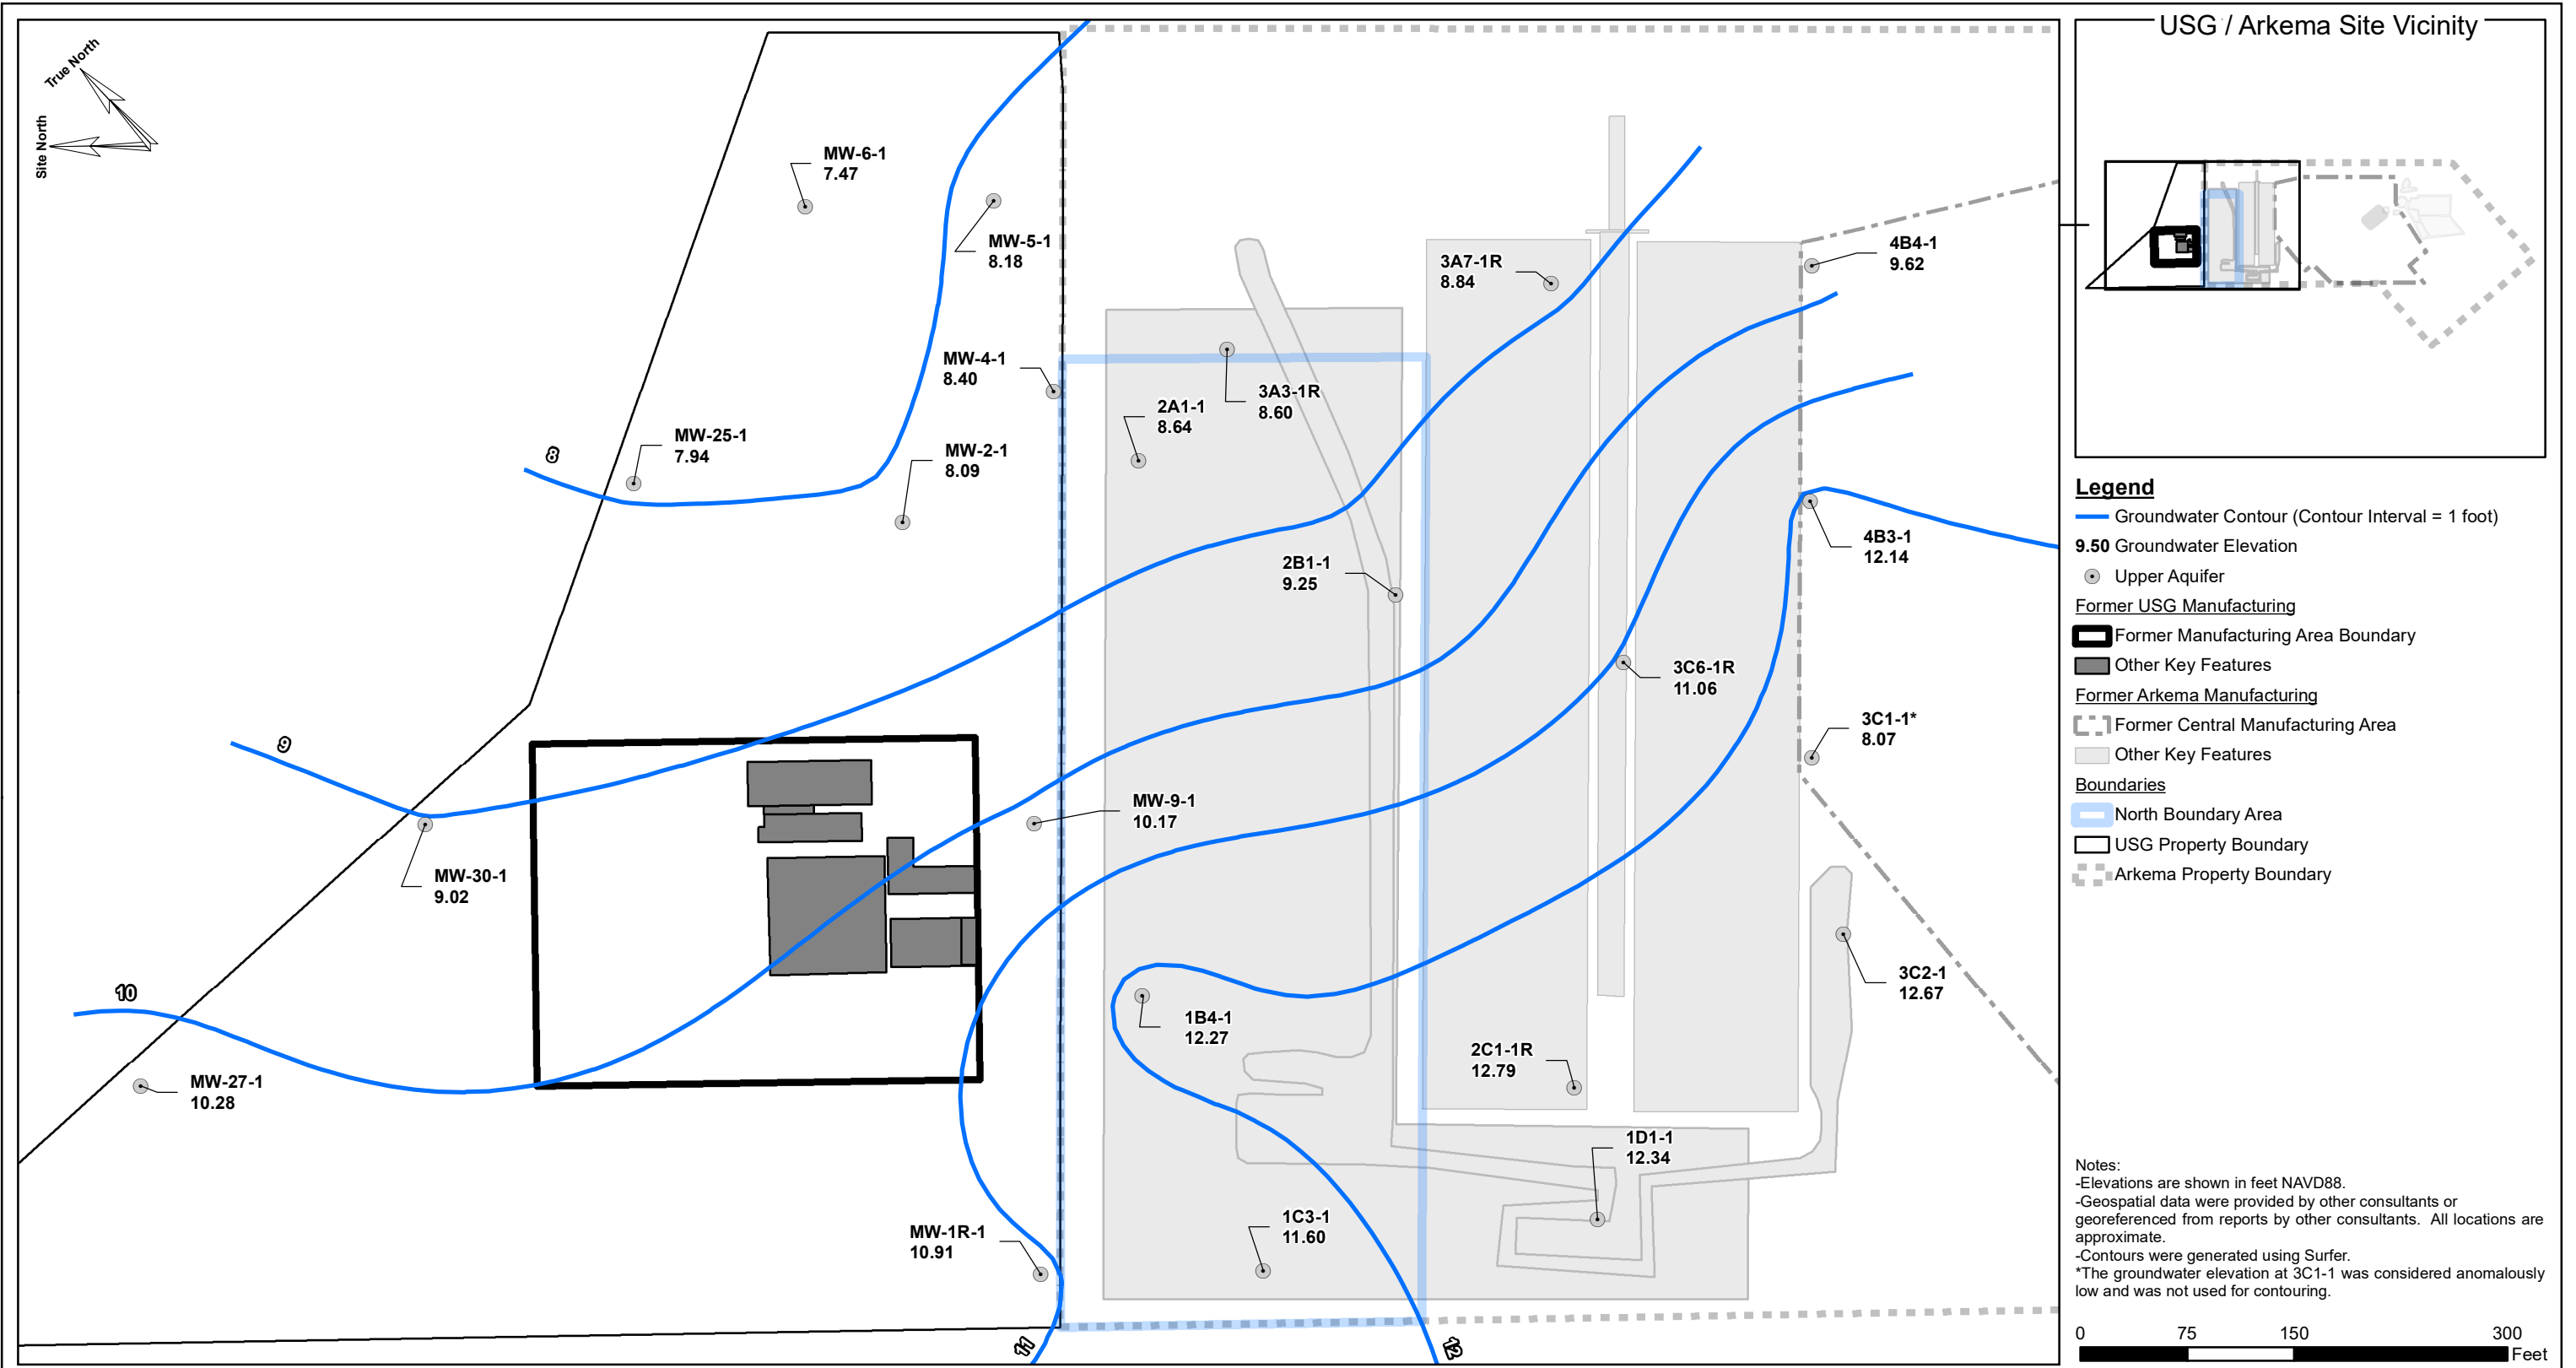 USG / Arkema Site Vicinity
True North
Site North
MW-6-1
7.47
MW-5-1
8.18
MW-4-1
8.40
MW-25-1
7.94
MW-2-1
8.09
8
3A3-1R
8.60
2A1-1
8.64
3A7-1R
8.84
4B4-1
9.62
2B1-1
9.25
4B3-1
12.14
3C6-1R
11.06
3C1-1*
8.07
9
MW-9-1
10.17
MW-30-1
9.02
10
MW-27-1
10.28
1B4-1
12.27
3C2-1
12.67
2C1-1R
12.79
1D1-1
12.34
1C3-1
11.60
MW-1R-1
10.91
11
12
Legend
Groundwater Contour (Contour Interval = 1 foot)
9.50 Groundwater Elevation
Upper Aquifer
Former USG Manufacturing
Former Manufacturing Area Boundary
Other Key Features
Former Arkema Manufacturing
Former Central Manufacturing Area
Other Key Features
Boundaries
North Boundary Area
USG Property Boundary
Arkema Property Boundary
Notes:
-Elevations are shown in feet NAVD88.
-Geospatial data were provided by other consultants or
georeferenced from reports by other consultants. All locations are
approximate.
-Contours were generated using Surfer.
*The groundwater elevation at 3C1-1 was considered anomalously
low and was not used for contouring.
0 75 150 300
Feet